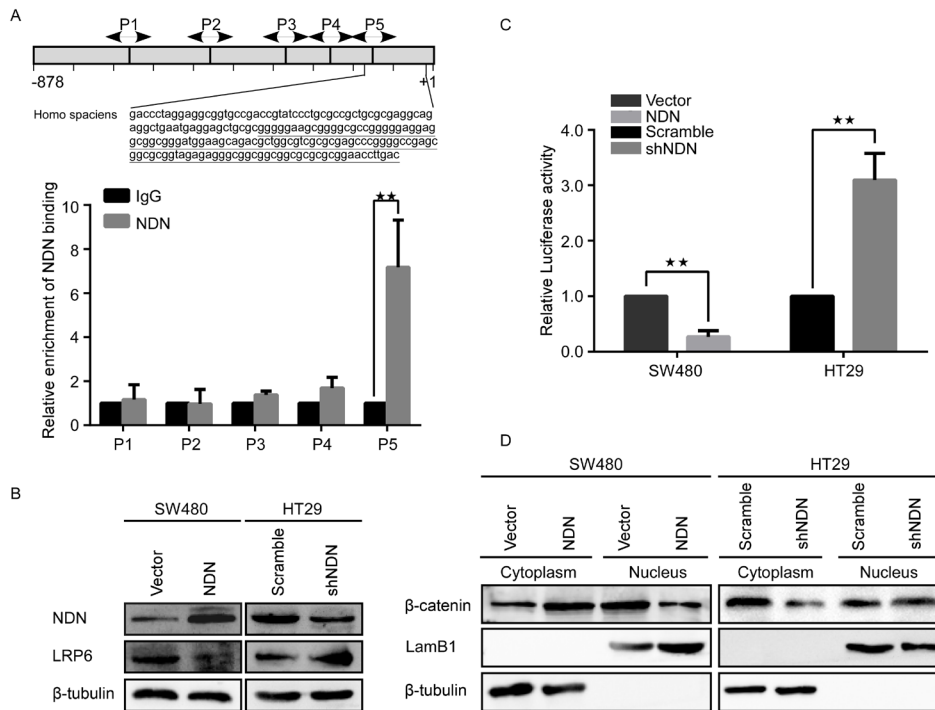 A
P1 P2 P3 P4 P5
-878 +1
Homo spaciens
gaccctaggaggcggtgccgaccgtatccctgcgccgctgcgcgaggcag
aggctgaatgaggagctgcgcgggggaagcggggcgccgggggaggag
gcggcgggatggaagcagacgctggcgtcgcgcgagcccggggccgagc
ggcgcggtagagagggcggcggcggcgcgcgcggaaccttgac
IgG
NDN
Relative enrichment of NDN binding
10
8
6
4
2
0
★★
P1 P2 P3 P4 P5
B
SW480 HT29
Vector NDN Scramble shNDN
NDN
LRP6
β-tubulin
C
Vector
NDN
Scramble
shNDN
Relative Luciferase activity
4.0
3.0
2.0
1.0
0.0
★★
★★
SW480 HT29
D
SW480 HT29
Vector NDN Vector NDN Scramble shNDN Scramble shNDN
Cytoplasm Nucleus Cytoplasm Nucleus
β-catenin
LamB1
β-tubulin